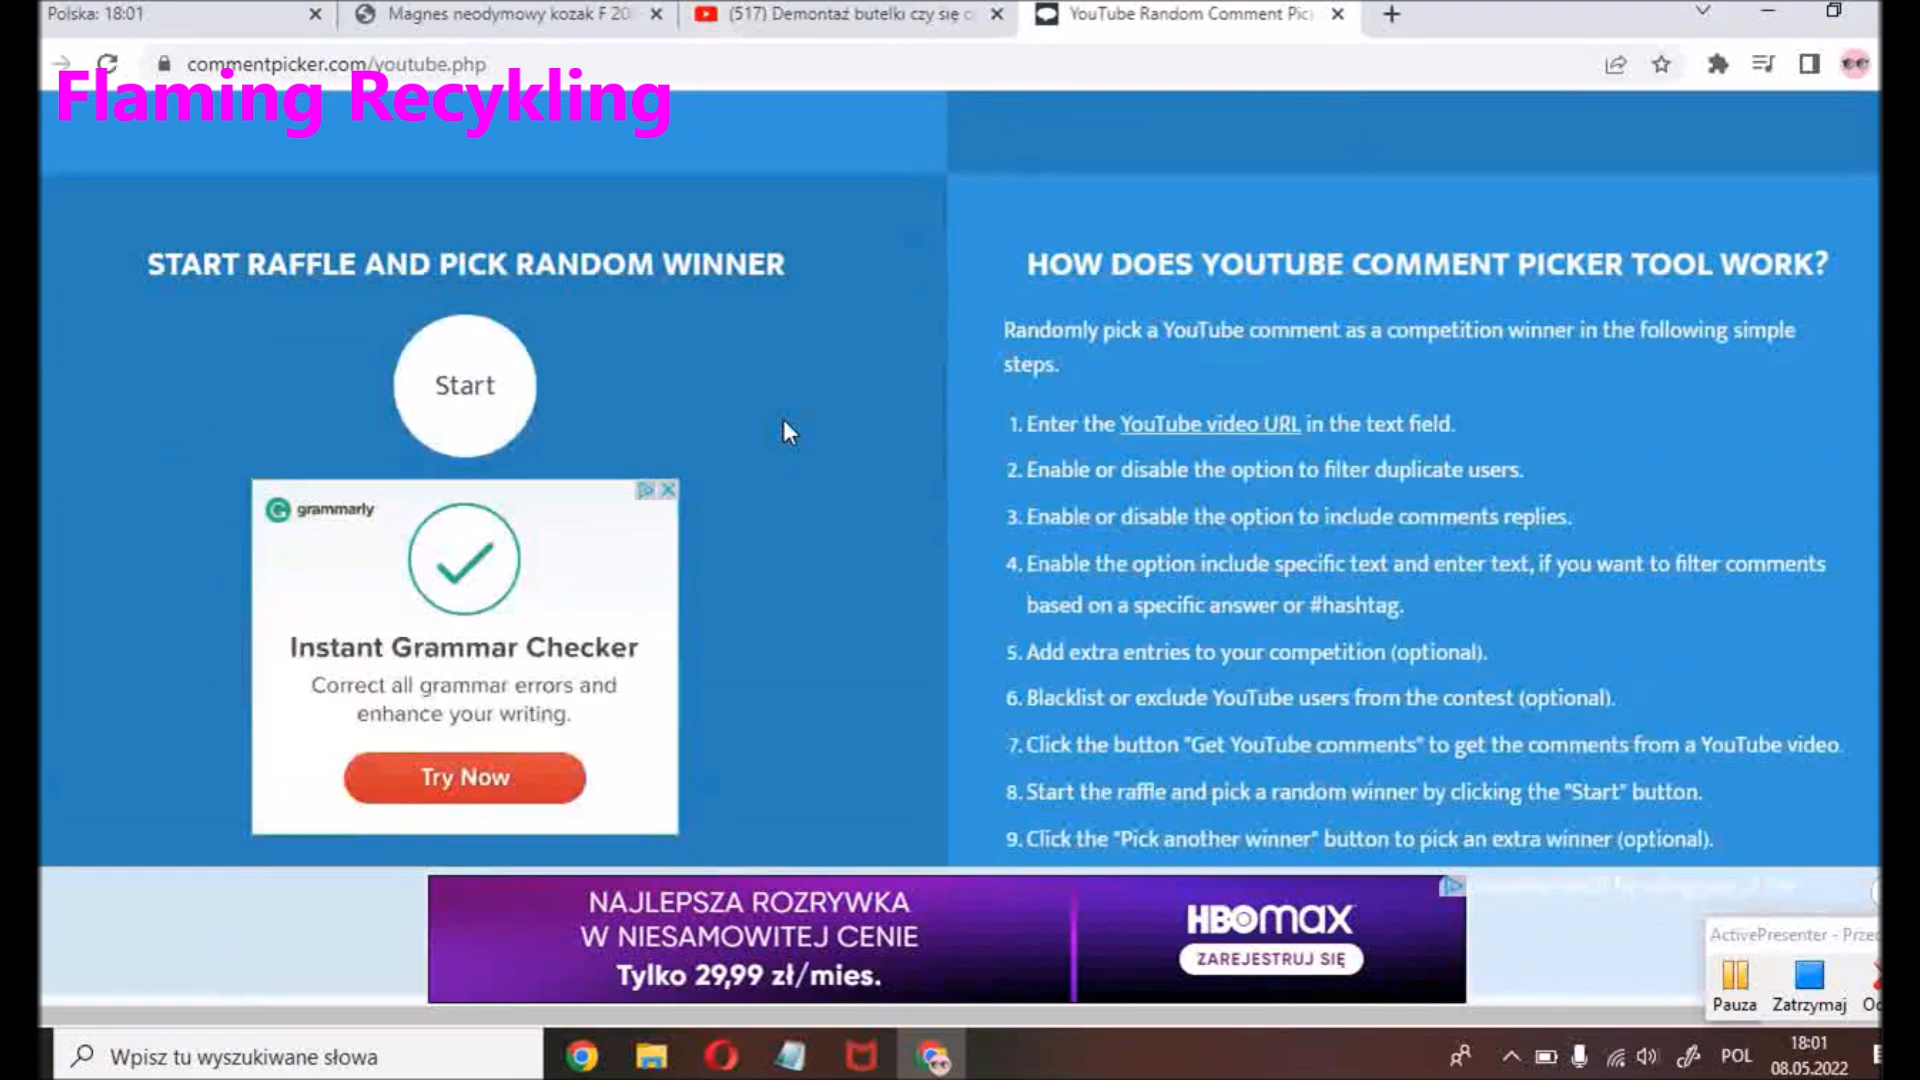 Polska: 18:01
Magnes neodymowy kozak F 20
(517) Demontaż butelki czy się o
YouTube Random Comment Pic
commentpicker.com/youtube.php
Flaming Recykling
START RAFFLE AND PICK RANDOM WINNER
Start
grammarly
Instant Grammar Checker
Correct all grammar errors and
enhance your writing.
Try Now
HOW DOES YOUTUBE COMMENT PICKER TOOL WORK?
Randomly pick a YouTube comment as a competition winner in the following simple
steps.
1. Enter the YouTube video URL in the text field.
2. Enable or disable the option to filter duplicate users.
3. Enable or disable the option to include comments replies.
4. Enable the option include specific text and enter text, if you want to filter comments
based on a specific answer or #hashtag.
5. Add extra entries to your competition (optional).
6. Blacklist or exclude YouTube users from the contest (optional).
7. Click the button "Get YouTube comments" to get the comments from a YouTube video.
8. Start the raffle and pick a random winner by clicking the "Start" button.
9. Click the "Pick another winner" button to pick an extra winner (optional).
NAJLEPSZA ROZRYWKA
W NIESAMOWITEJ CENIE
Tylko 29,99 zł/mies.
HBOMAX
ZAREJESTRUJ SIĘ
ActivePresenter - Przec
Pauza
Zatrzymaj
Wpisz tu wyszukiwane słowa
POL
18:01
08.05.2022